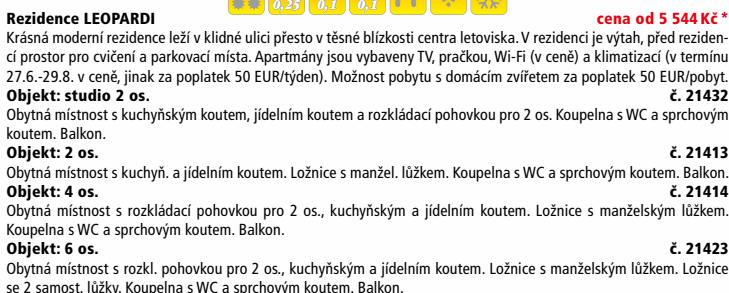 0,25 0,1 0,1
Rezidence LEOPARDI cena od 5 544 Kč *
Krásná moderní rezidence leží v klidné ulici přesto v těsné blízkosti centra letoviska. V rezidenci je výtah, před reziden-
cí prostor pro cvičení a parkovací místa. Apartmány jsou vybaveny TV, pračkou, Wi-Fi (v ceně) a klimatizací (v termínu
27.6.-29.8. v ceně, jinak za poplatek 50 EUR/týden). Možnost pobytu s domácím zvířetem za poplatek 50 EUR/pobyt.
Objekt: studio 2 os. č. 21432
Obytná místnost s kuchyňským koutem, jídelním koutem a rozkládací pohovkou pro 2 os. Koupelna s WC a sprchovým
koutem. Balkon.
Objekt: 2 os. č. 21413
Obytná místnost s kuchyň. a jídelním koutem. Ložnice s manžel. lůžkem. Koupelna s WC a sprchovým koutem. Balkon.
Objekt: 4 os. č. 21414
Obytná místnost s rozkládací pohovkou pro 2 os., kuchyňským a jídelním koutem. Ložnice s manželským lůžkem.
Koupelna s WC a sprchovým koutem. Balkon.
Objekt: 6 os. č. 21423
Obytná místnost s rozkl. pohovkou pro 2 os., kuchyňským a jídelním koutem. Ložnice s manželským lůžkem. Ložnice
se 2 samost. lůžky. Koupelna s WC a sprchovým koutem. Balkon.